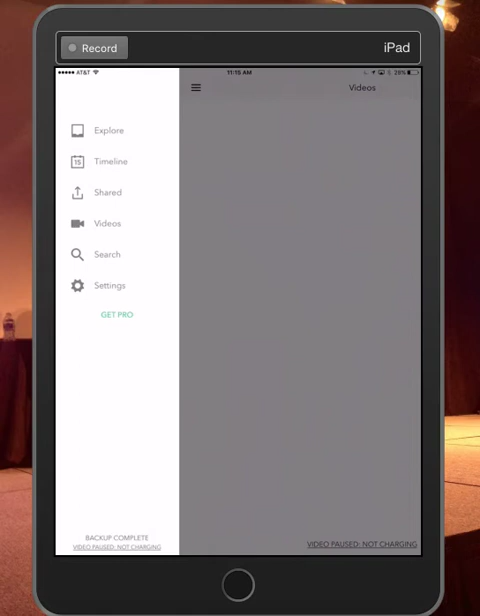 Record
iPad
AT&T
11:15 AM
28%
Videos
Explore
15
Timeline
Shared
Videos
Search
Settings
GET PRO
BACKUP COMPLETE
VIDEO PAUSED: NOT CHARGING
VIDEO PAUSED: NOT CHARGING